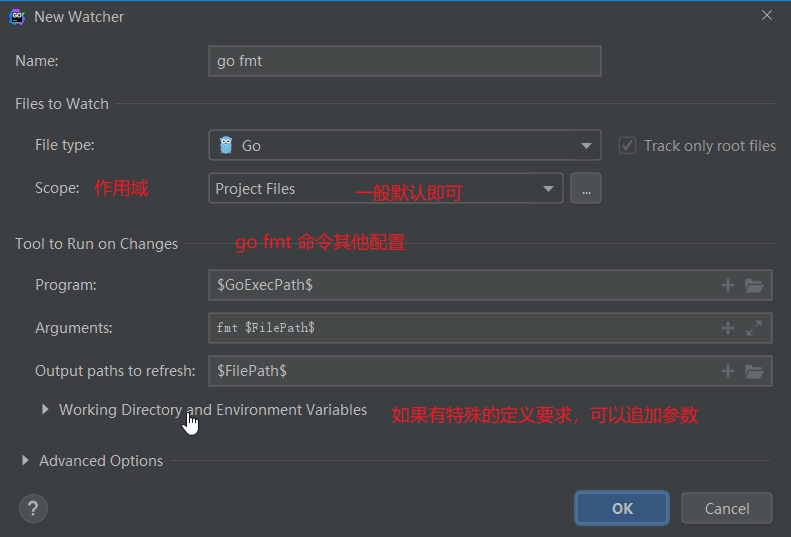 New Watcher
Name: go fmt
Files to Watch
File type: Go Track only root files
Scope: 作用域 Project Files 一般默认即可 ...
Tool to Run on Changes go fmt 命令其他配置
Program: $GoExecPath$
Arguments: fmt $FilePath$
Output paths to refresh: $FilePath$
Working Directory and Environment Variables 如果有特殊的定义要求，可以追加参数
Advanced Options
? OK Cancel